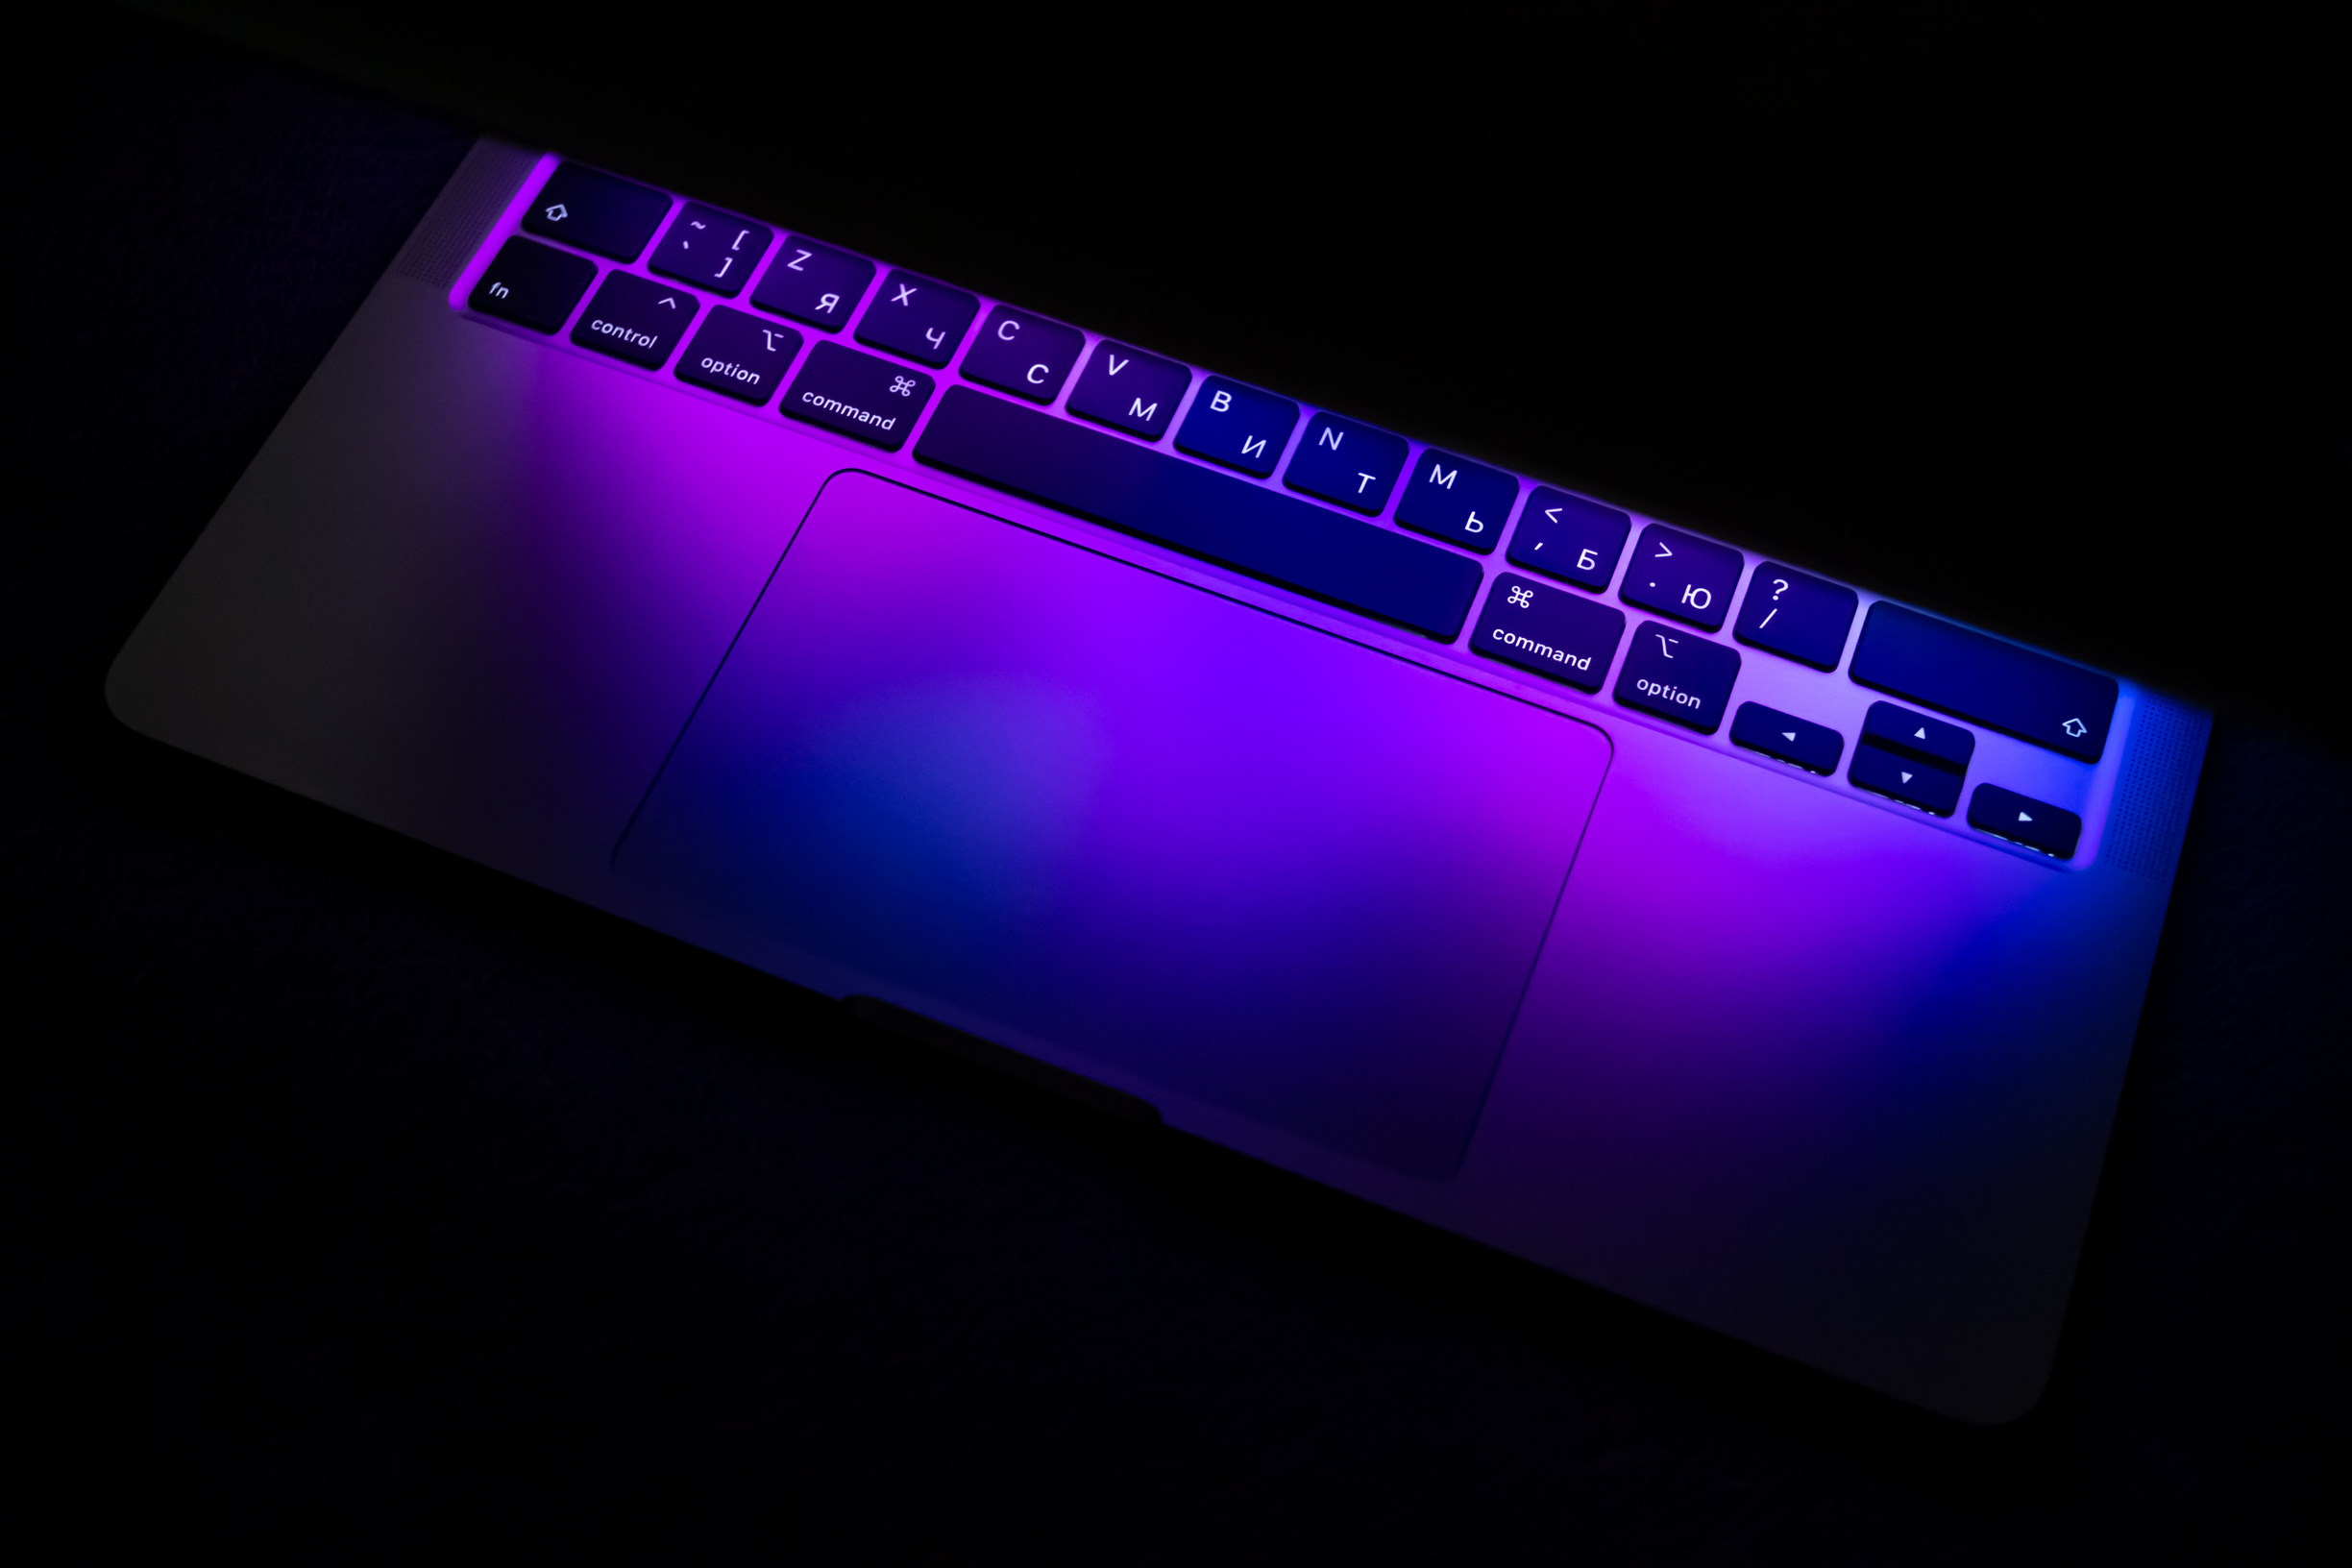 ⇧ ~ ` [ ] Z Я X Ч C С V М B И N Т M Ь < , Б > . Ю ? / ⇧
fn ^ control ⌥ option ⌘ command ⌘ command ⌥ option ◀ ▲ ▼ ▶